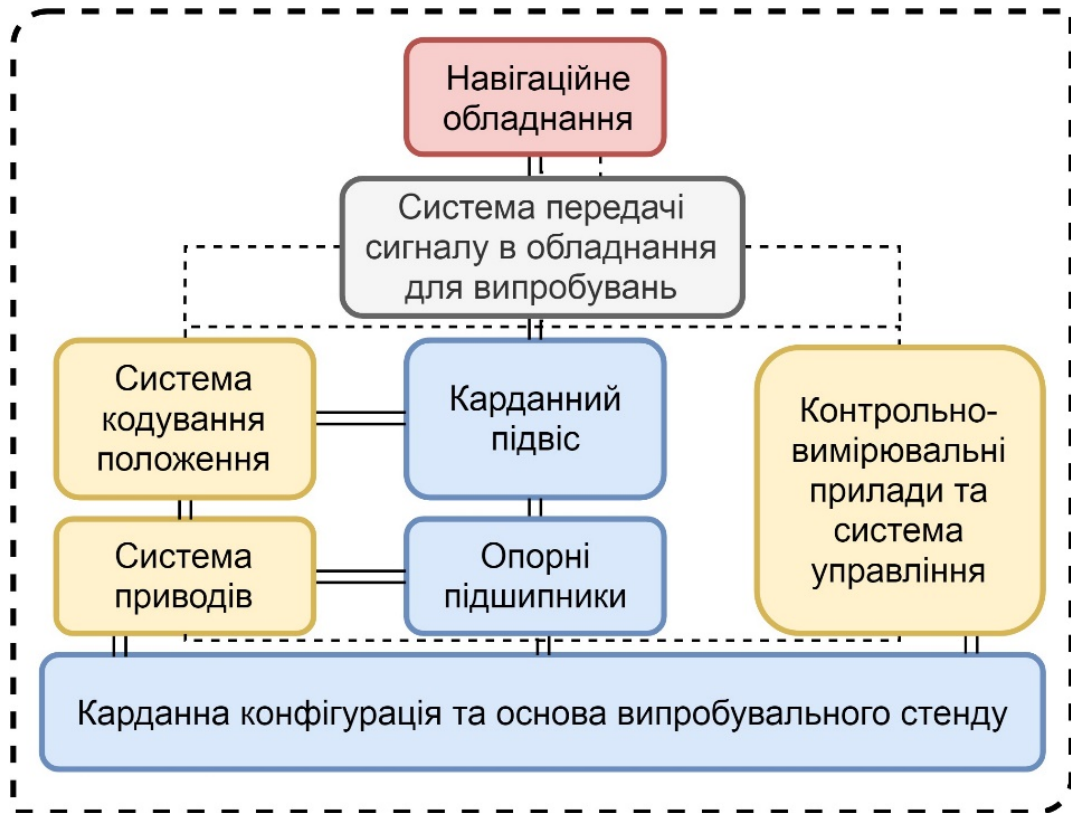 Навігаційне
обладнання
Система передачі
сигналу в обладнання
для випробувань
Система
кодування
положення
Карданний
підвіс
Контрольно-
вимірювальні
прилади та
система
управління
Система
приводів
Опорні
підшипники
Карданна конфігурація та основа випробувального стенду